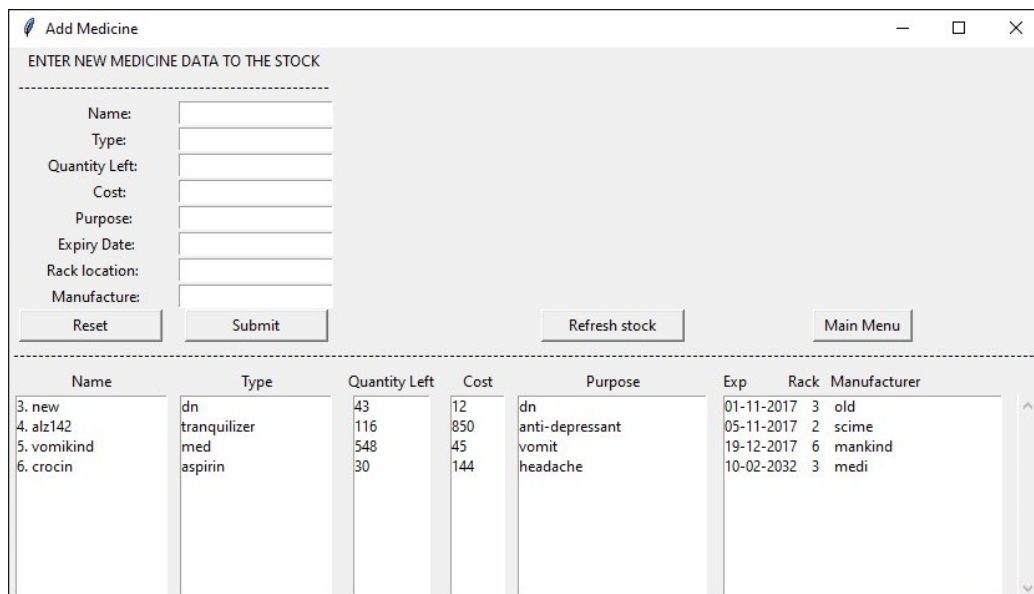 Add Medicine
ENTER NEW MEDICINE DATA TO THE STOCK
--------------------------------------------------
Name:
Type:
Quantity Left:
Cost:
Purpose:
Expiry Date:
Rack location:
Manufacture:
Reset Submit Refresh stock Main Menu
Name Type Quantity Left Cost Purpose Exp Rack Manufacturer
3. new dn 43 12 dn 01-11-2017 3 old
4. alz142 tranquilizer 116 850 anti-depressant 05-11-2017 2 scime
5. vomikind med 548 45 vomit 19-12-2017 6 mankind
6. crocin aspirin 30 144 headache 10-02-2032 3 medi